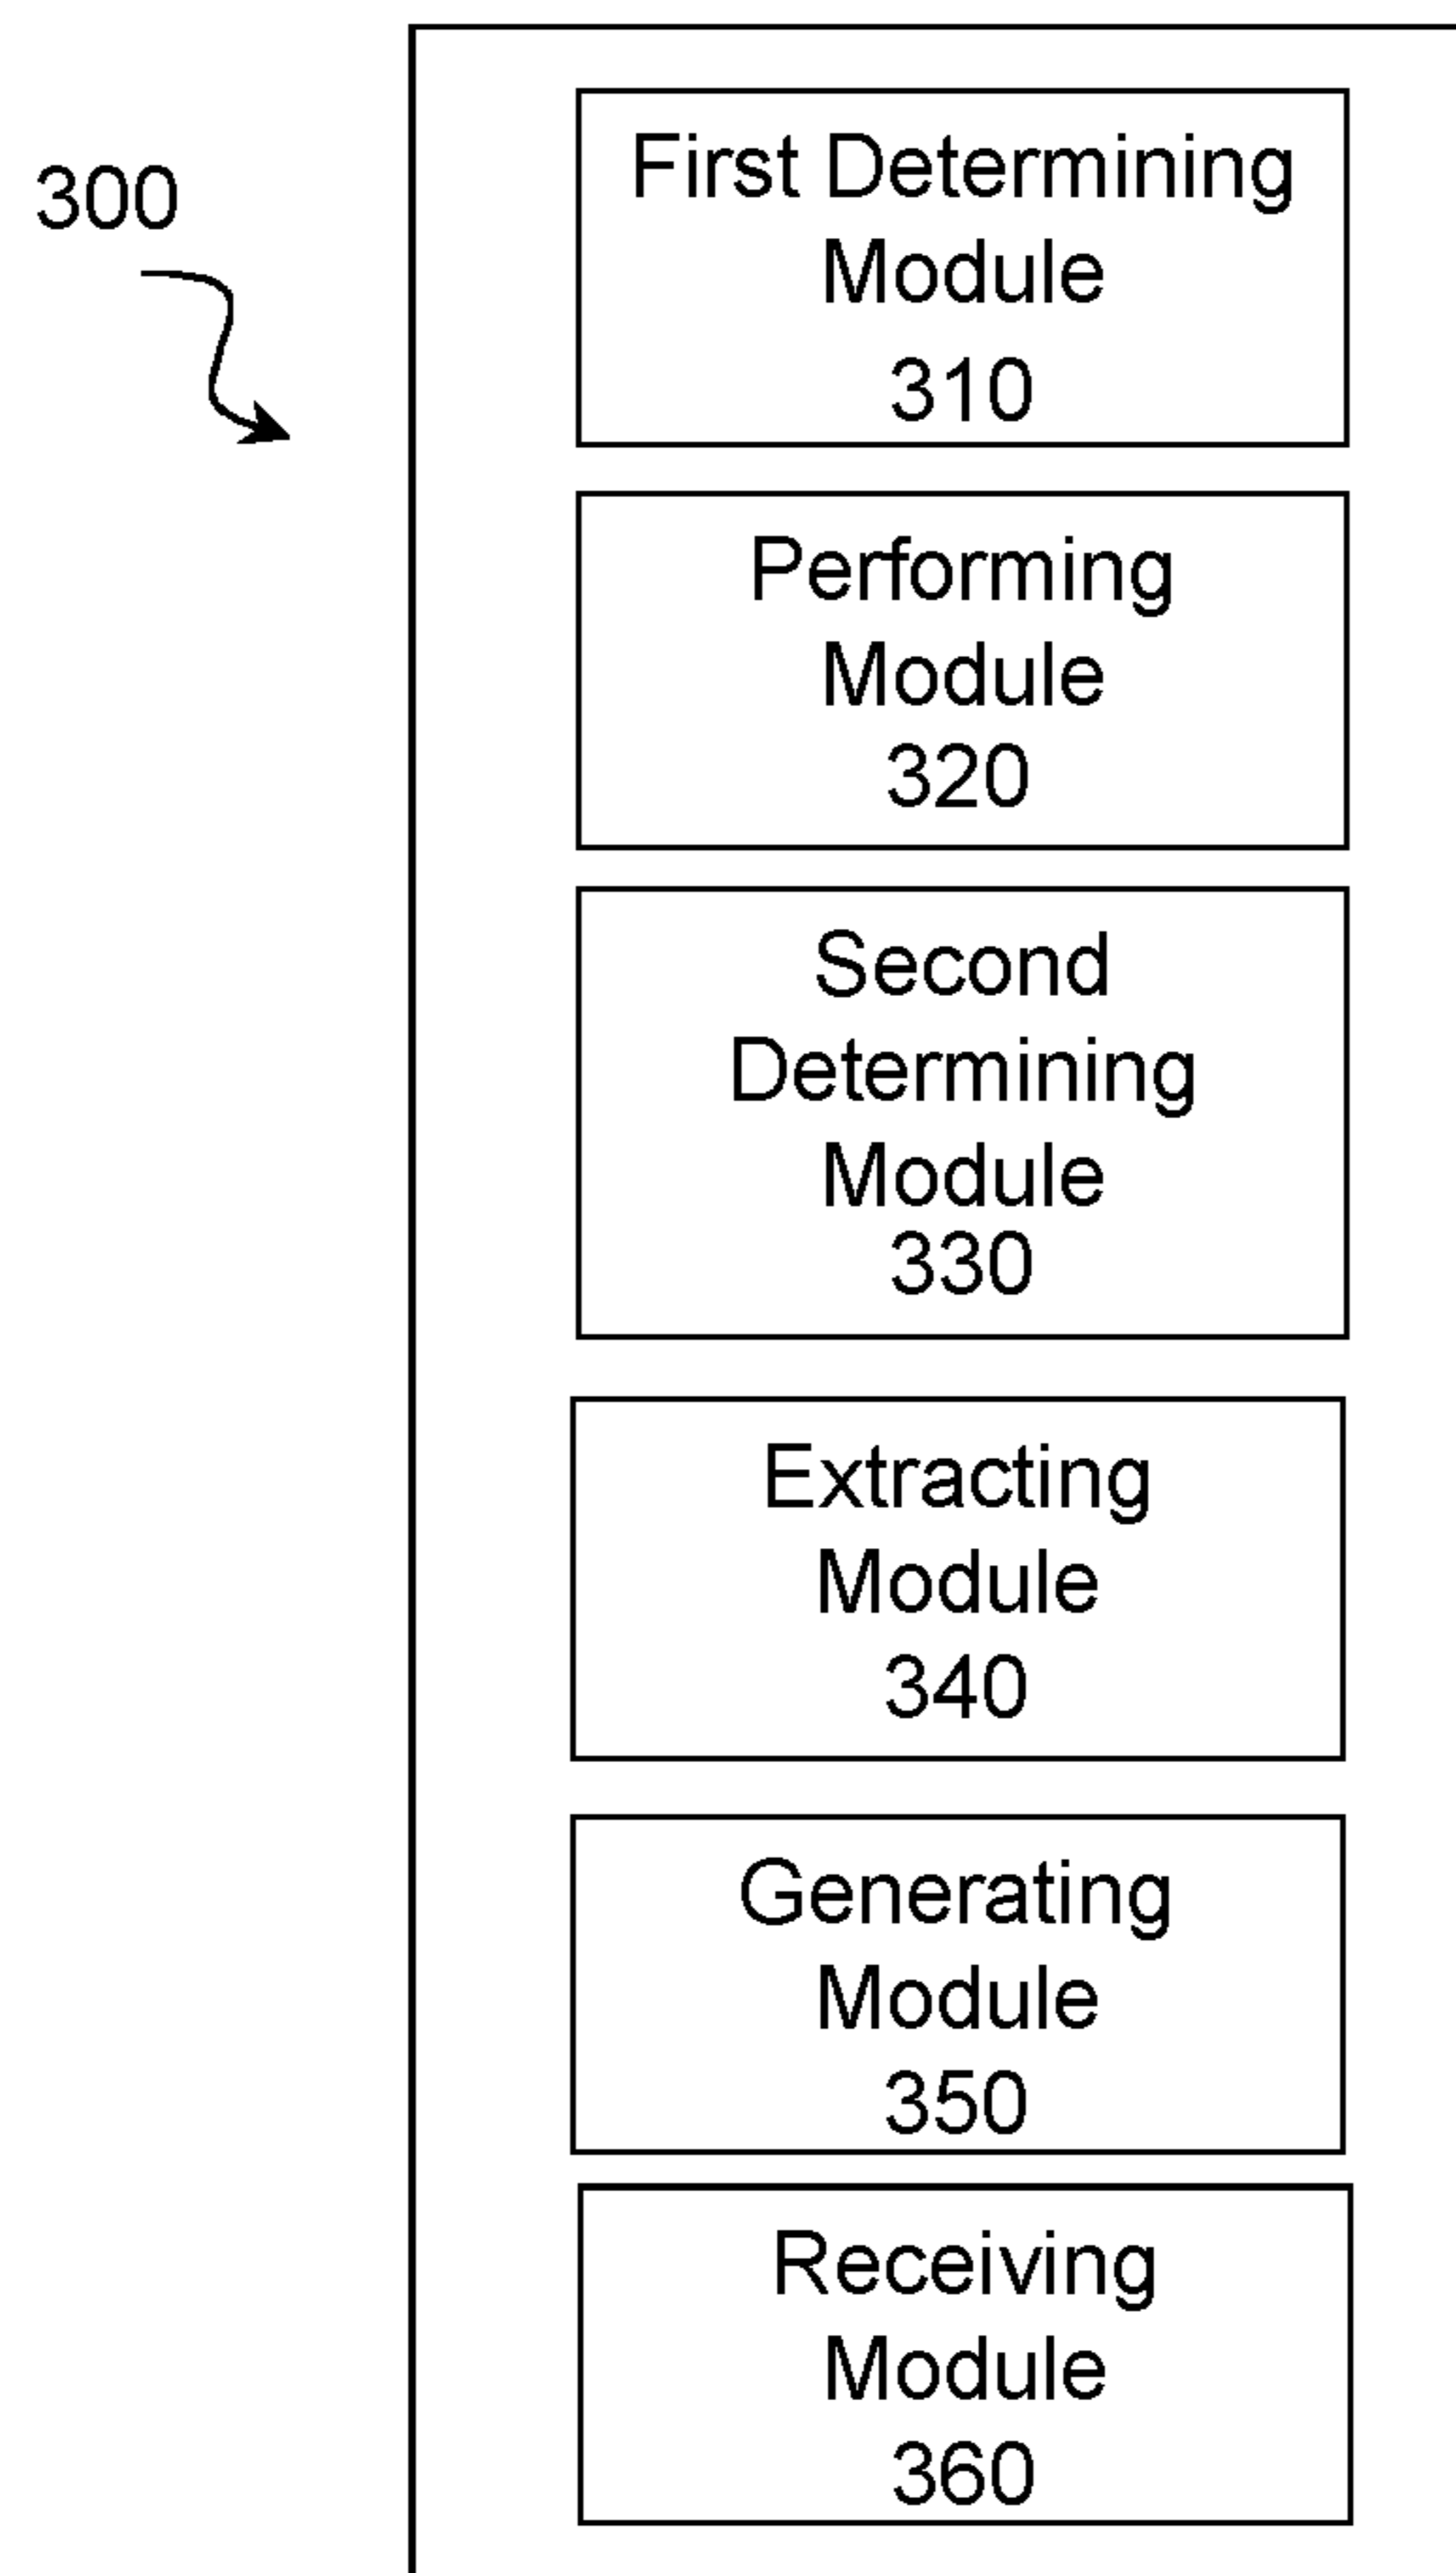 300
First Determining
Module
310
Performing
Module
320
Second
Determining
Module
330
Extracting
Module
340
Generating
Module
350
Receiving
Module
360